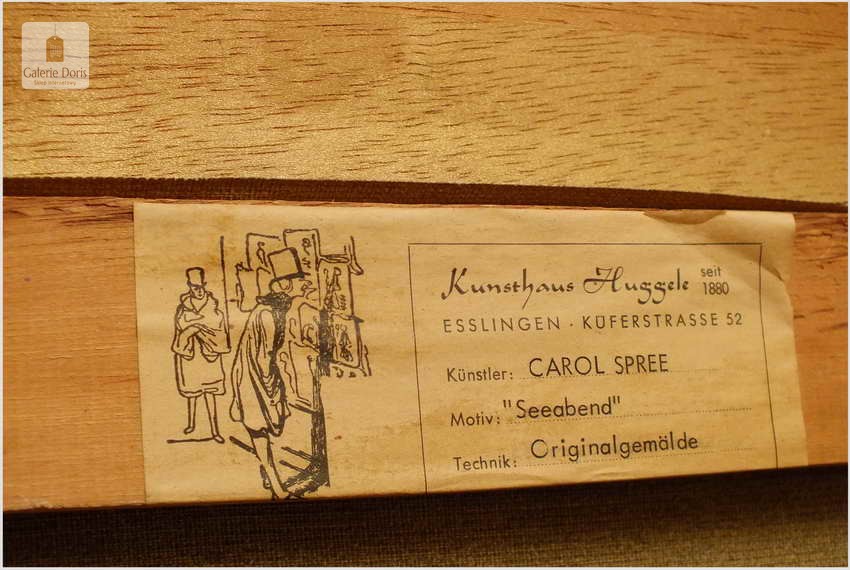 Galerie Doris
Kunsthaus Huggele seit 1880
ESSLINGEN · KÜFERSTRASSE 52
Künstler: CAROL SPREE
Motiv: "Seeabend"
Technik: Originalgemälde